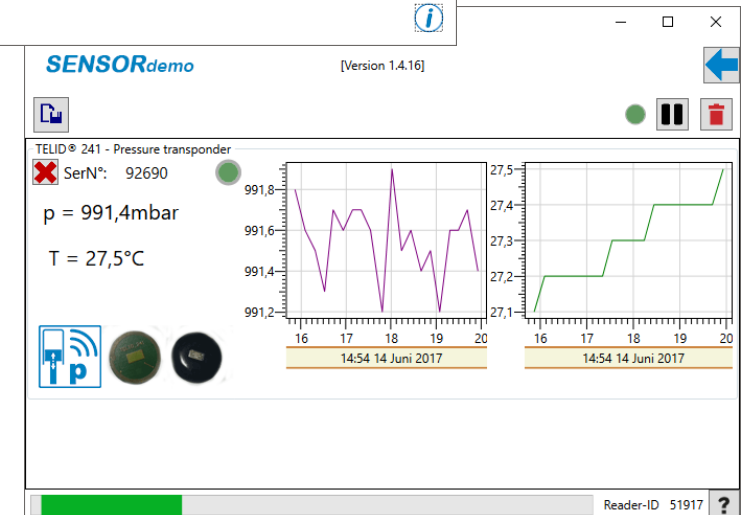 SENSORdemo
[Version 1.4.16]
TELID® 241 - Pressure transponder
SerN°: 92690
p = 991,4mbar
T = 27,5°C
991,8
991,6
991,4
991,2
16 17 18 19 20
14:54 14 Juni 2017
27,5
27,4
27,3
27,2
27,1
16 17 18 19 20
14:54 14 Juni 2017
p
Reader-ID 51917
?